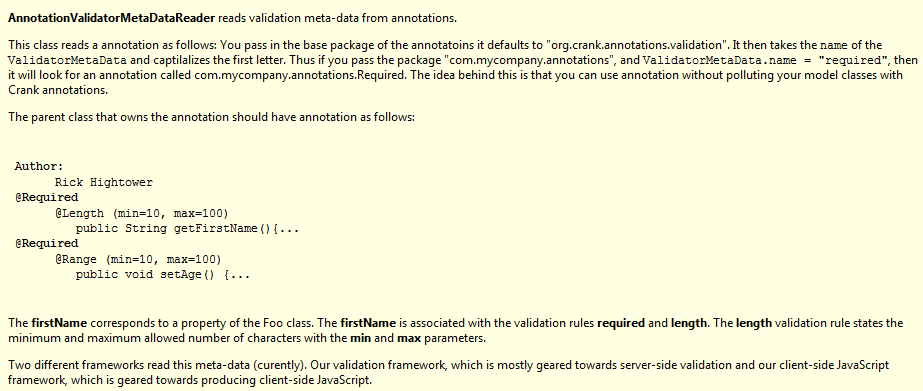 AnnotationValidatorMetaDataReader reads validation meta-data from annotations.
This class reads a annotation as follows: You pass in the base package of the annotatoins it defaults to "org.crank.annotations.validation". It then takes the name of the
ValidatorMetaData and captilalizes the first letter. Thus if you pass the package "com.mycompany.annotations", and ValidatorMetaData.name = "required", then
it will look for an annotation called com.mycompany.annotations.Required. The idea behind this is that you can use annotation without polluting your model classes with
Crank annotations.
The parent class that owns the annotation should have annotation as follows:
Author:
Rick Hightower
@Required
@Length (min=10, max=100)
public String getFirstName(){...
@Required
@Range (min=10, max=100)
public void setAge() {...
The firstName corresponds to a property of the Foo class. The firstName is associated with the validation rules required and length. The length validation rule states the
minimum and maximum allowed number of characters with the min and max parameters.
Two different frameworks read this meta-data (curently). Our validation framework, which is mostly geared towards server-side validation and our client-side JavaScript
framework, which is geared towards producing client-side JavaScript.